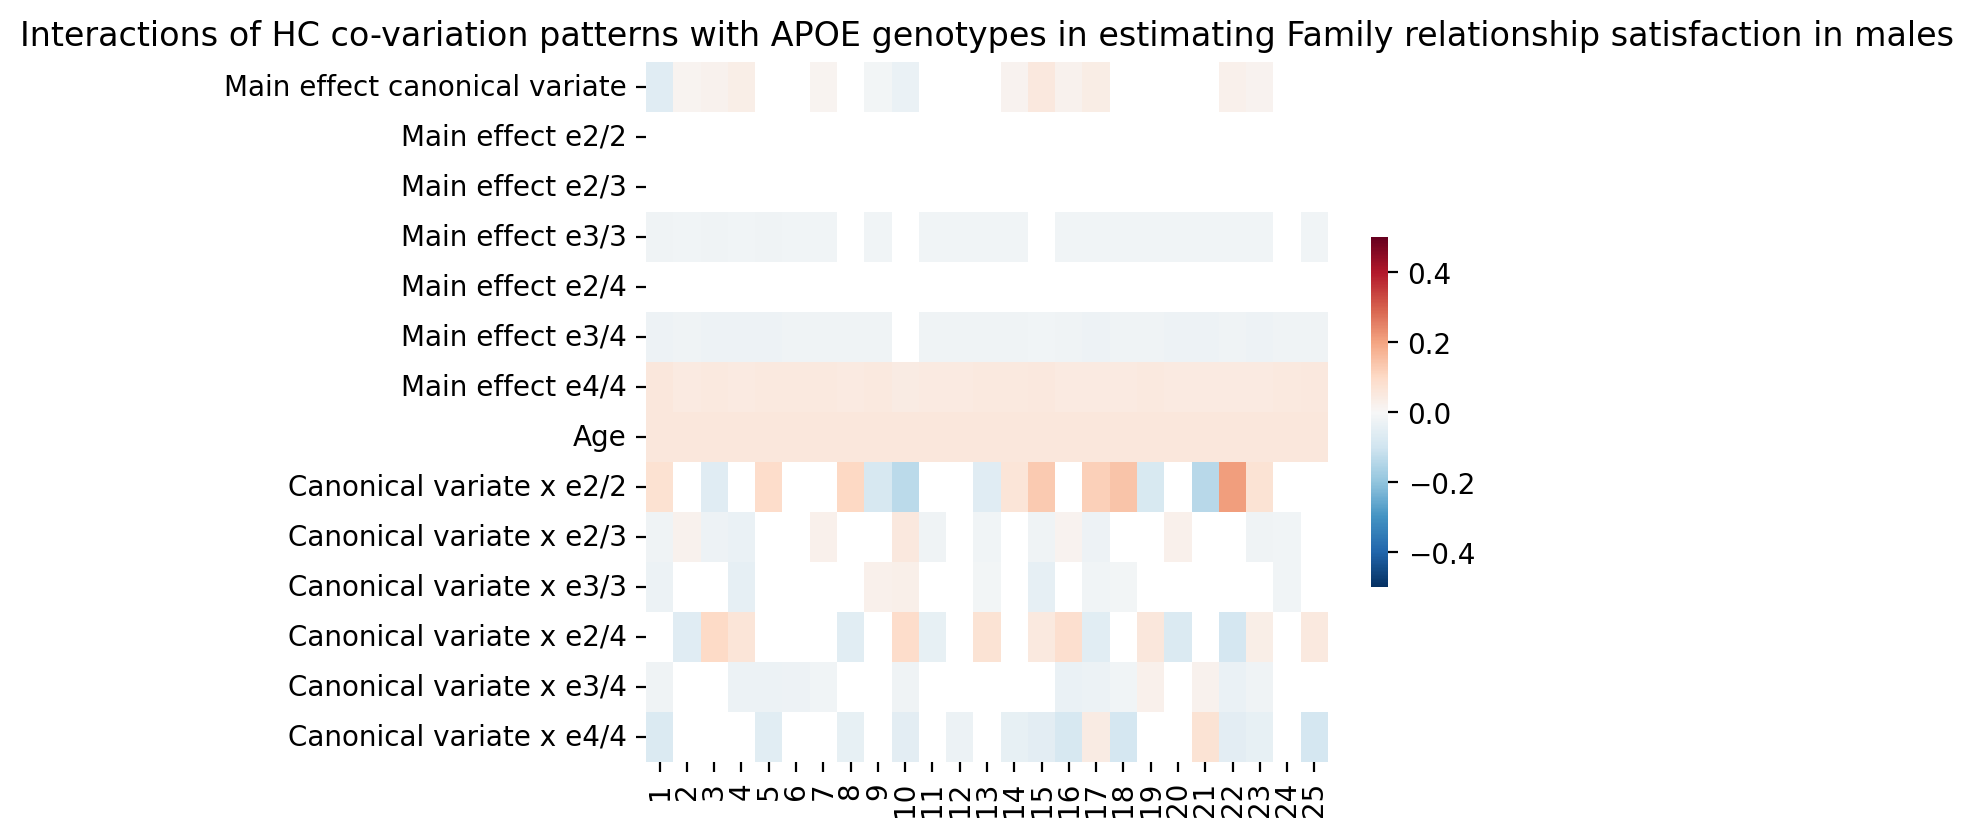 Interactions of HC co-variation patterns with APOE genotypes in estimating Family relationship satisfaction in males
Main effect canonical variate
Main effect e2/2
Main effect e2/3
Main effect e3/3
Main effect e2/4
Main effect e3/4
Main effect e4/4
Age
Canonical variate x e2/2
Canonical variate x e2/3
Canonical variate x e3/3
Canonical variate x e2/4
Canonical variate x e3/4
Canonical variate x e4/4
1 2 3 4 5 6 7 8 9 10 11 12 13 14 15 16 17 18 19 20 21 22 23 24 25
0.4
0.2
0.0
−0.2
−0.4